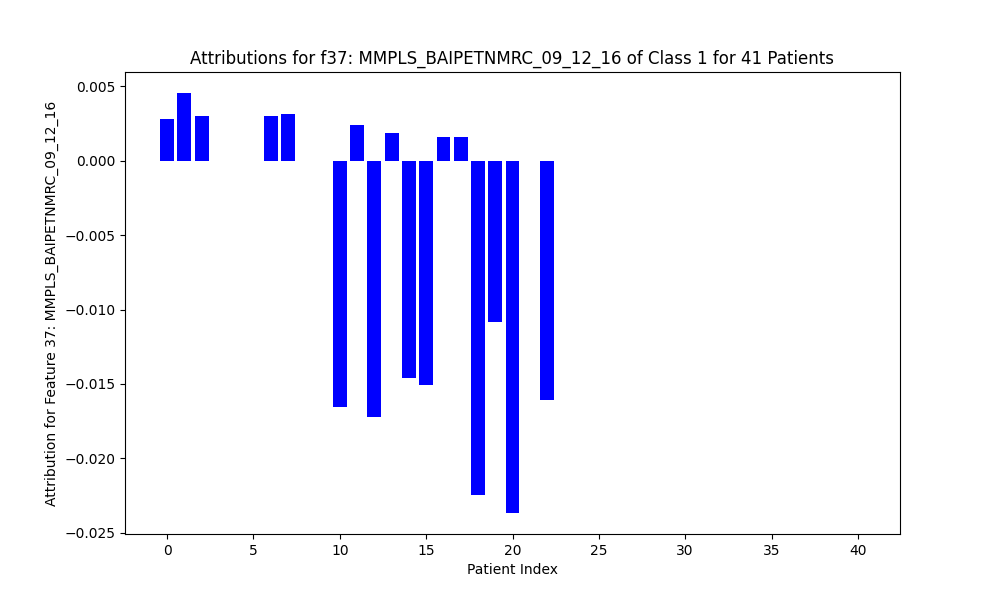 Attributions for f37: MMPLS_BAIPETNMRC_09_12_16 of Class 1 for 41 Patients
Attribution for Feature 37: MMPLS_BAIPETNMRC_09_12_16
0.005
0.000
−0.005
−0.010
−0.015
−0.020
−0.025
0 5 10 15 20 25 30 35 40
Patient Index